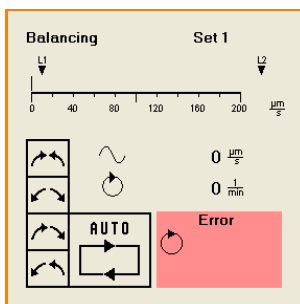 Balancing Set 1
L1 L2
0 40 80 120 160 200 µm/s
0 µm/s
0 1/min
Error
AUTO